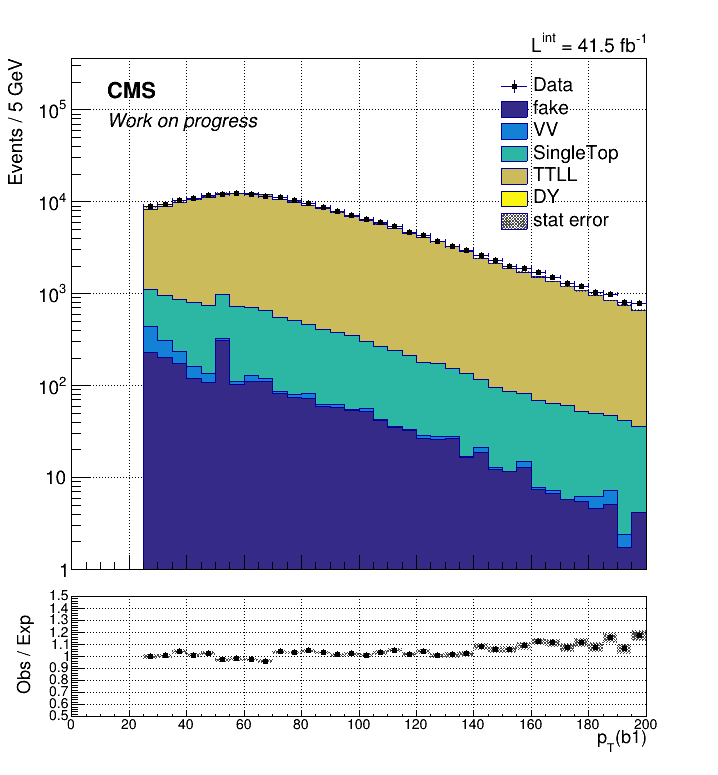 L^int = 41.5 fb^-1
Events / 5 GeV
CMS
Work on progress
Data
fake
VV
SingleTop
TTLL
DY
stat error
10^5
10^4
10^3
10^2
10
1
Obs / Exp
1.5
1.4
1.3
1.2
1.1
1
0.9
0.8
0.7
0.6
0.5
0 20 40 60 80 100 120 140 160 180 200
p_T(b1)